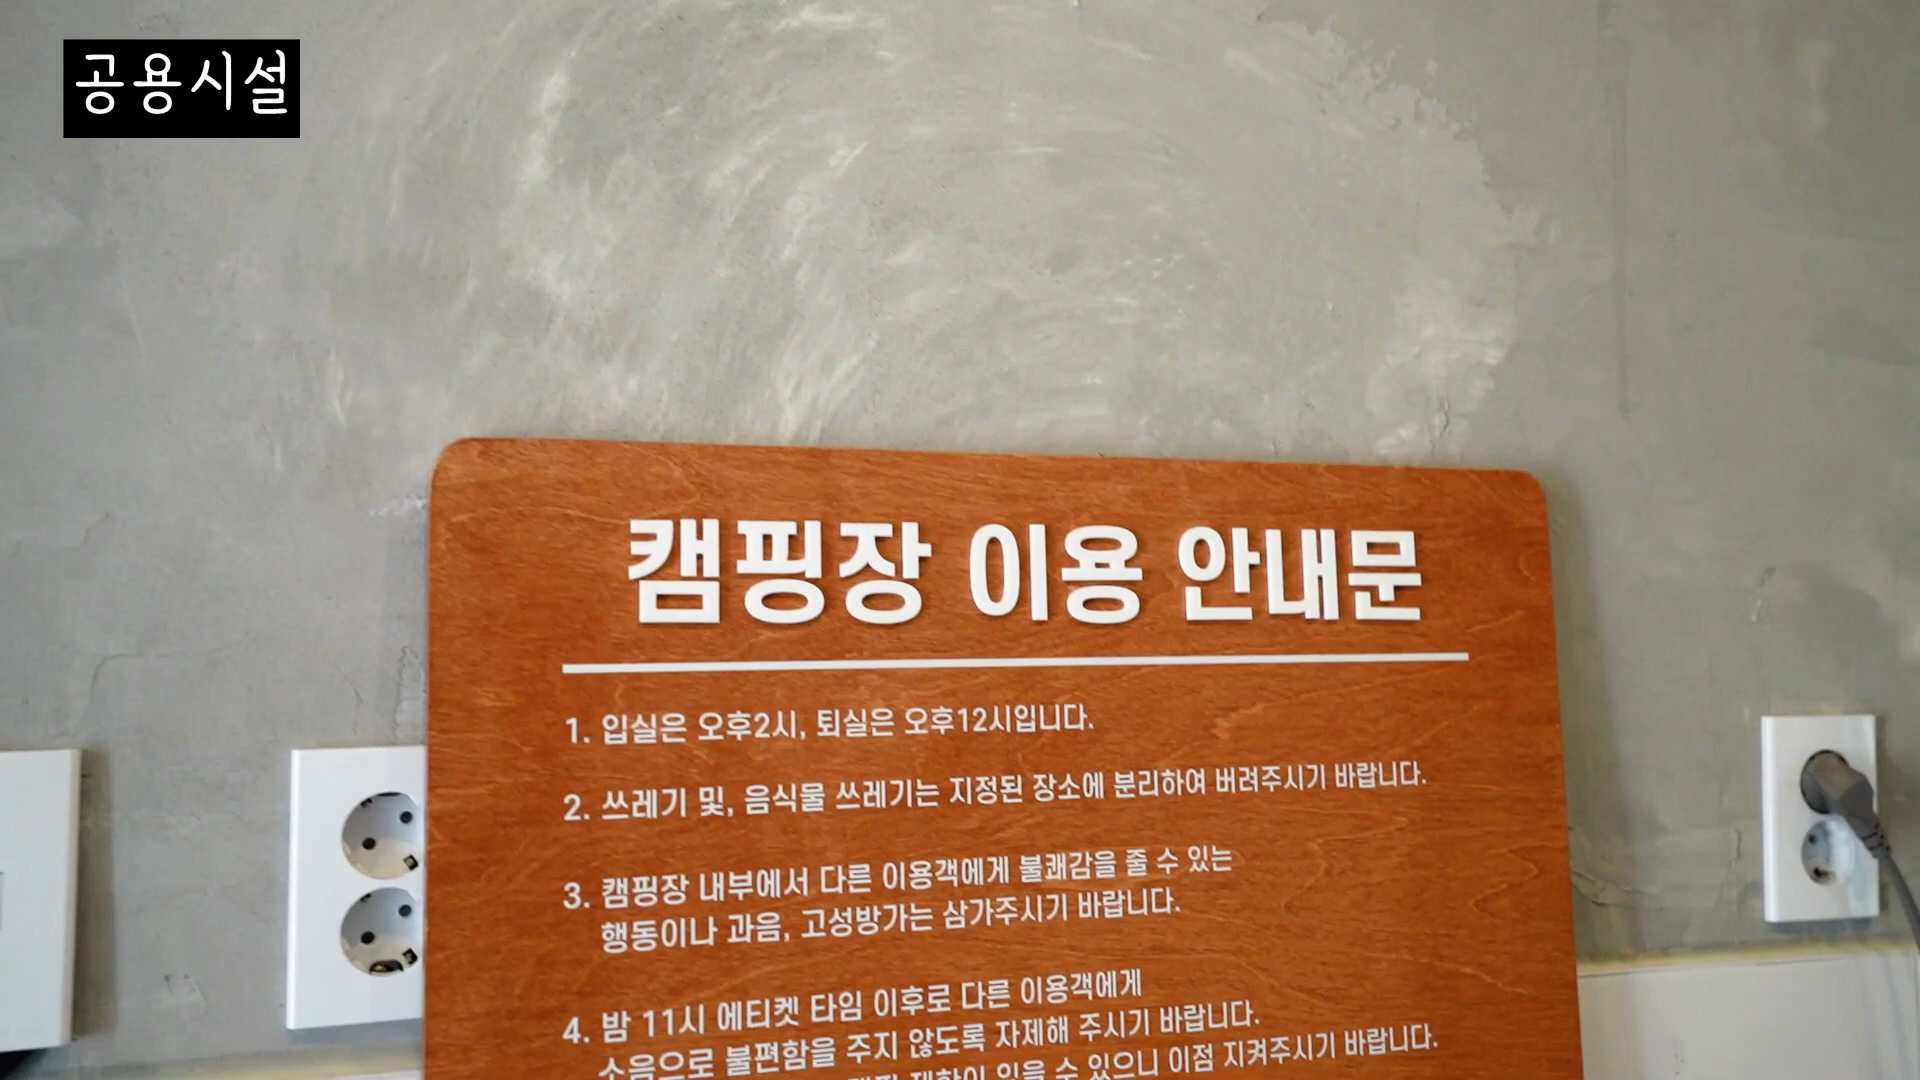 공용시설
캠핑장 이용 안내문
1. 입실은 오후2시, 퇴실은 오후12시입니다.
2. 쓰레기 및, 음식물 쓰레기는 지정된 장소에 분리하여 버려주시기 바랍니다.
3. 캠핑장 내부에서 다른 이용객에게 불쾌감을 줄 수 있는
행동이나 과음, 고성방가는 삼가주시기 바랍니다.
4. 밤 11시 에티켓 타임 이후로 다른 이용객에게
소음으로 불편함을 주지 않도록 자제해 주시기 바랍니다.
제한이 있을 수 있으니 이점 지켜주시기 바랍니다.